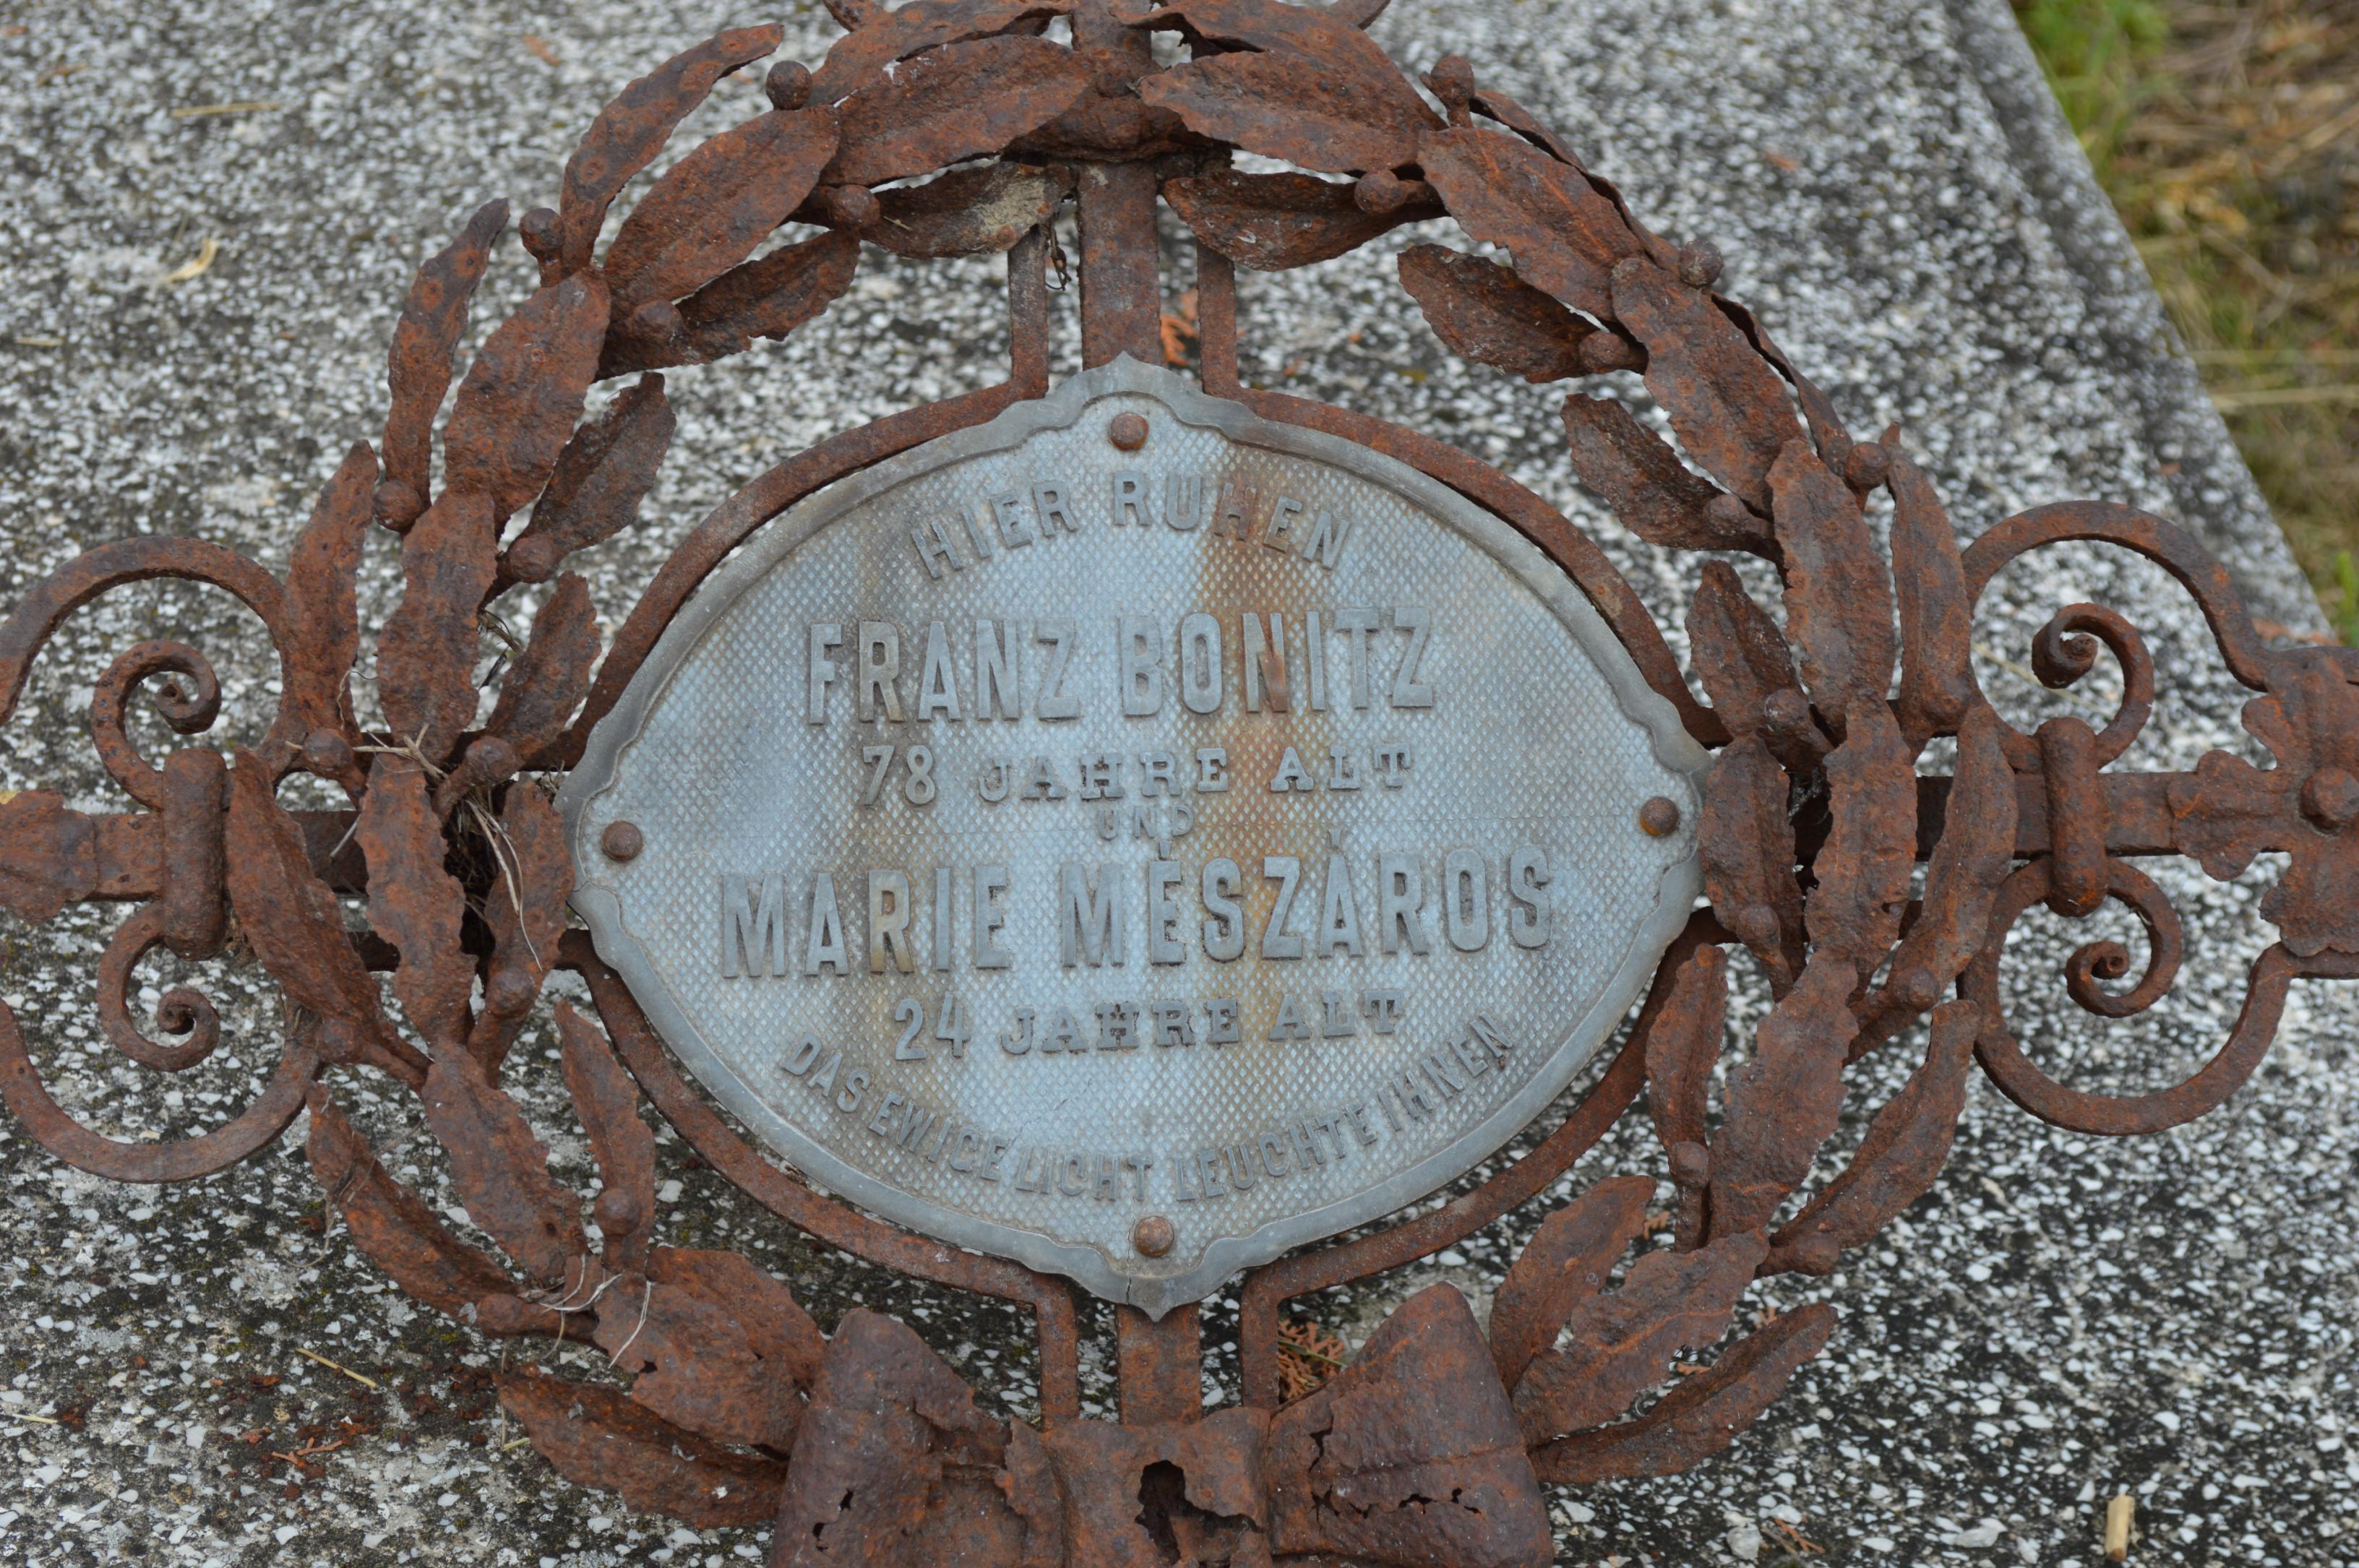 HIER RUHEN
FRANZ BONITZ
78 JAHRE ALT
UND
MARIE MÉSZÁROS
24 JAHRE ALT
DAS EWIGE LICHT LEUCHTE IHNEN